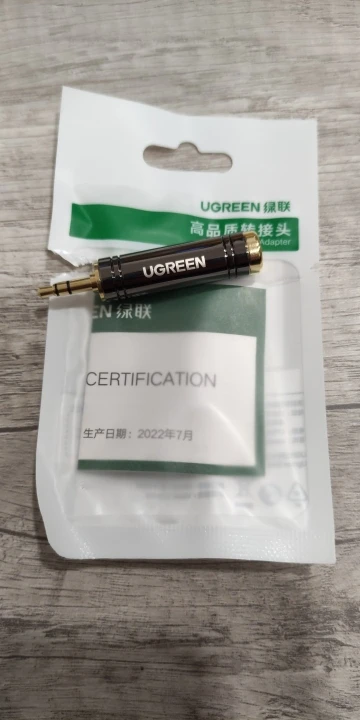 UGREEN 绿联
高品质转接头
Adapter
UGREEN
EN 绿联
CERTIFICATION
生产日期：2022年7月